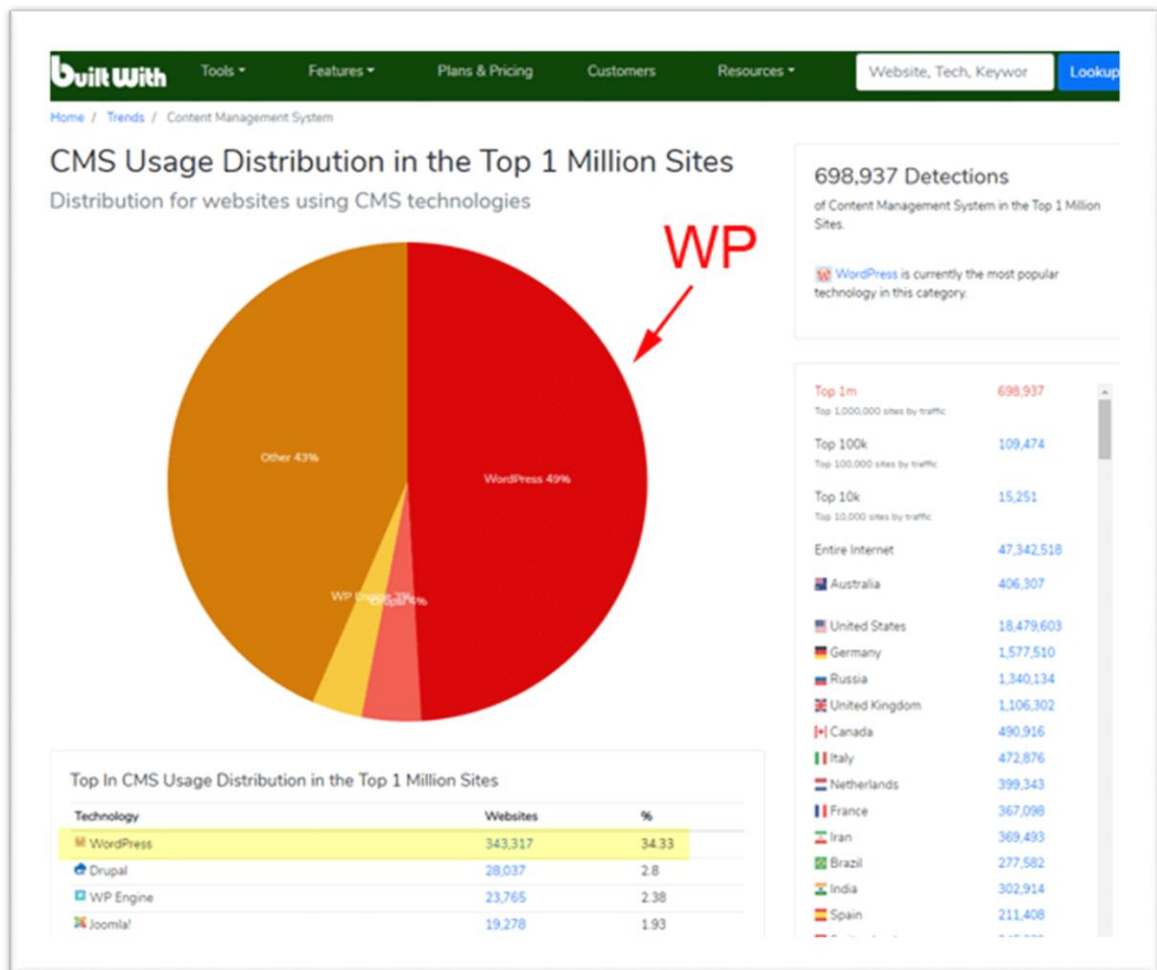 built With Tools Features Plans & Pricing Customers Resources Website, Tech, Keywor Lookup
Home / Trends / Content Management System
CMS Usage Distribution in the Top 1 Million Sites
Distribution for websites using CMS technologies
WP
Other 43%
WordPress 49%
WP Engine 3%
Drupal 4%
Top In CMS Usage Distribution in the Top 1 Million Sites
Technology Websites %
WordPress 343,317 34.33
Drupal 28,037 2.8
WP Engine 23,765 2.38
Joomla! 19,278 1.93
698,937 Detections
of Content Management System in the Top 1 Million
Sites.
WordPress is currently the most popular
technology in this category.
Top 1m 698,937
Top 1,000,000 sites by traffic
Top 100k 109,474
Top 100,000 sites by traffic
Top 10k 15,251
Top 10,000 sites by traffic
Entire Internet 47,342,518
Australia 406,307
United States 18,479,603
Germany 1,577,510
Russia 1,340,134
United Kingdom 1,106,302
Canada 490,916
Italy 472,876
Netherlands 399,343
France 367,098
Iran 369,493
Brazil 277,582
India 302,914
Spain 211,408